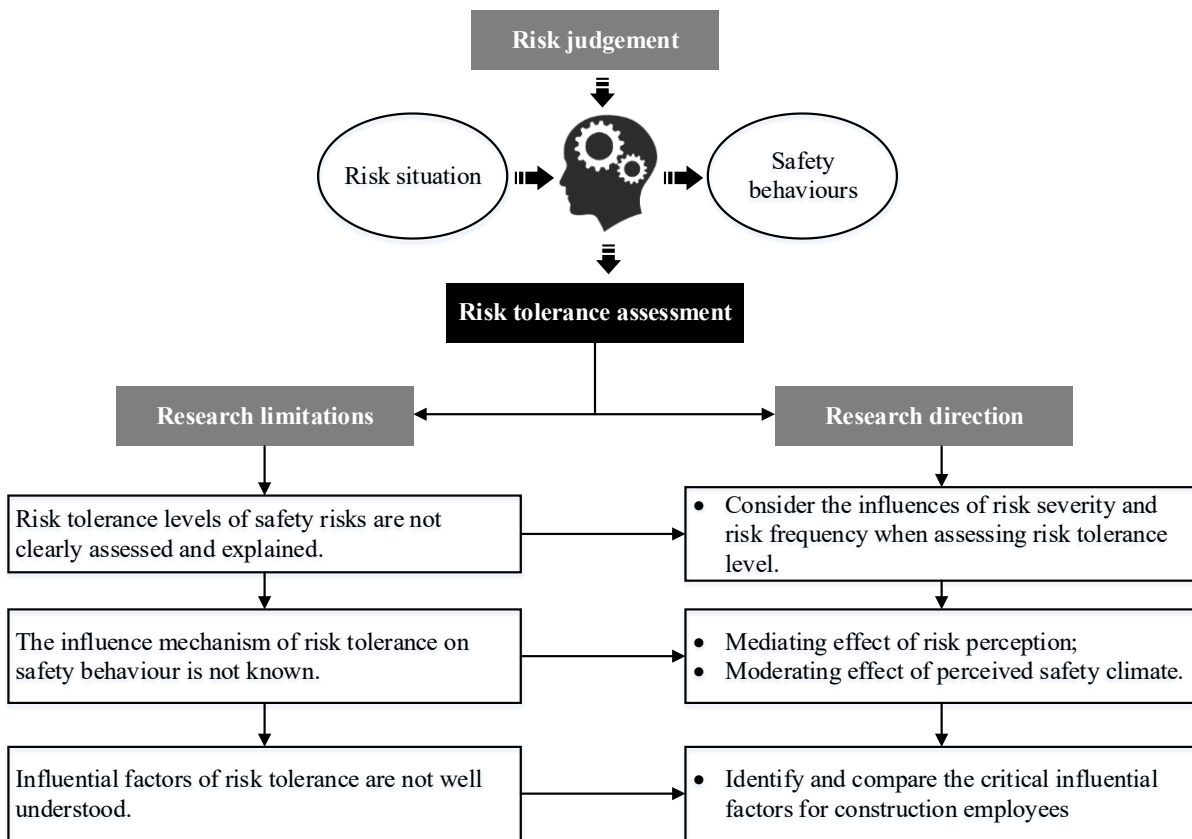 Risk judgement
Risk situation
Safety
behaviours
Risk tolerance assessment
Research limitations
Research direction
Risk tolerance levels of safety risks are not
clearly assessed and explained.
• Consider the influences of risk severity and
risk frequency when assessing risk tolerance
level.
The influence mechanism of risk tolerance on
safety behaviour is not known.
• Mediating effect of risk perception;
• Moderating effect of perceived safety climate.
Influential factors of risk tolerance are not well
understood.
• Identify and compare the critical influential
factors for construction employees